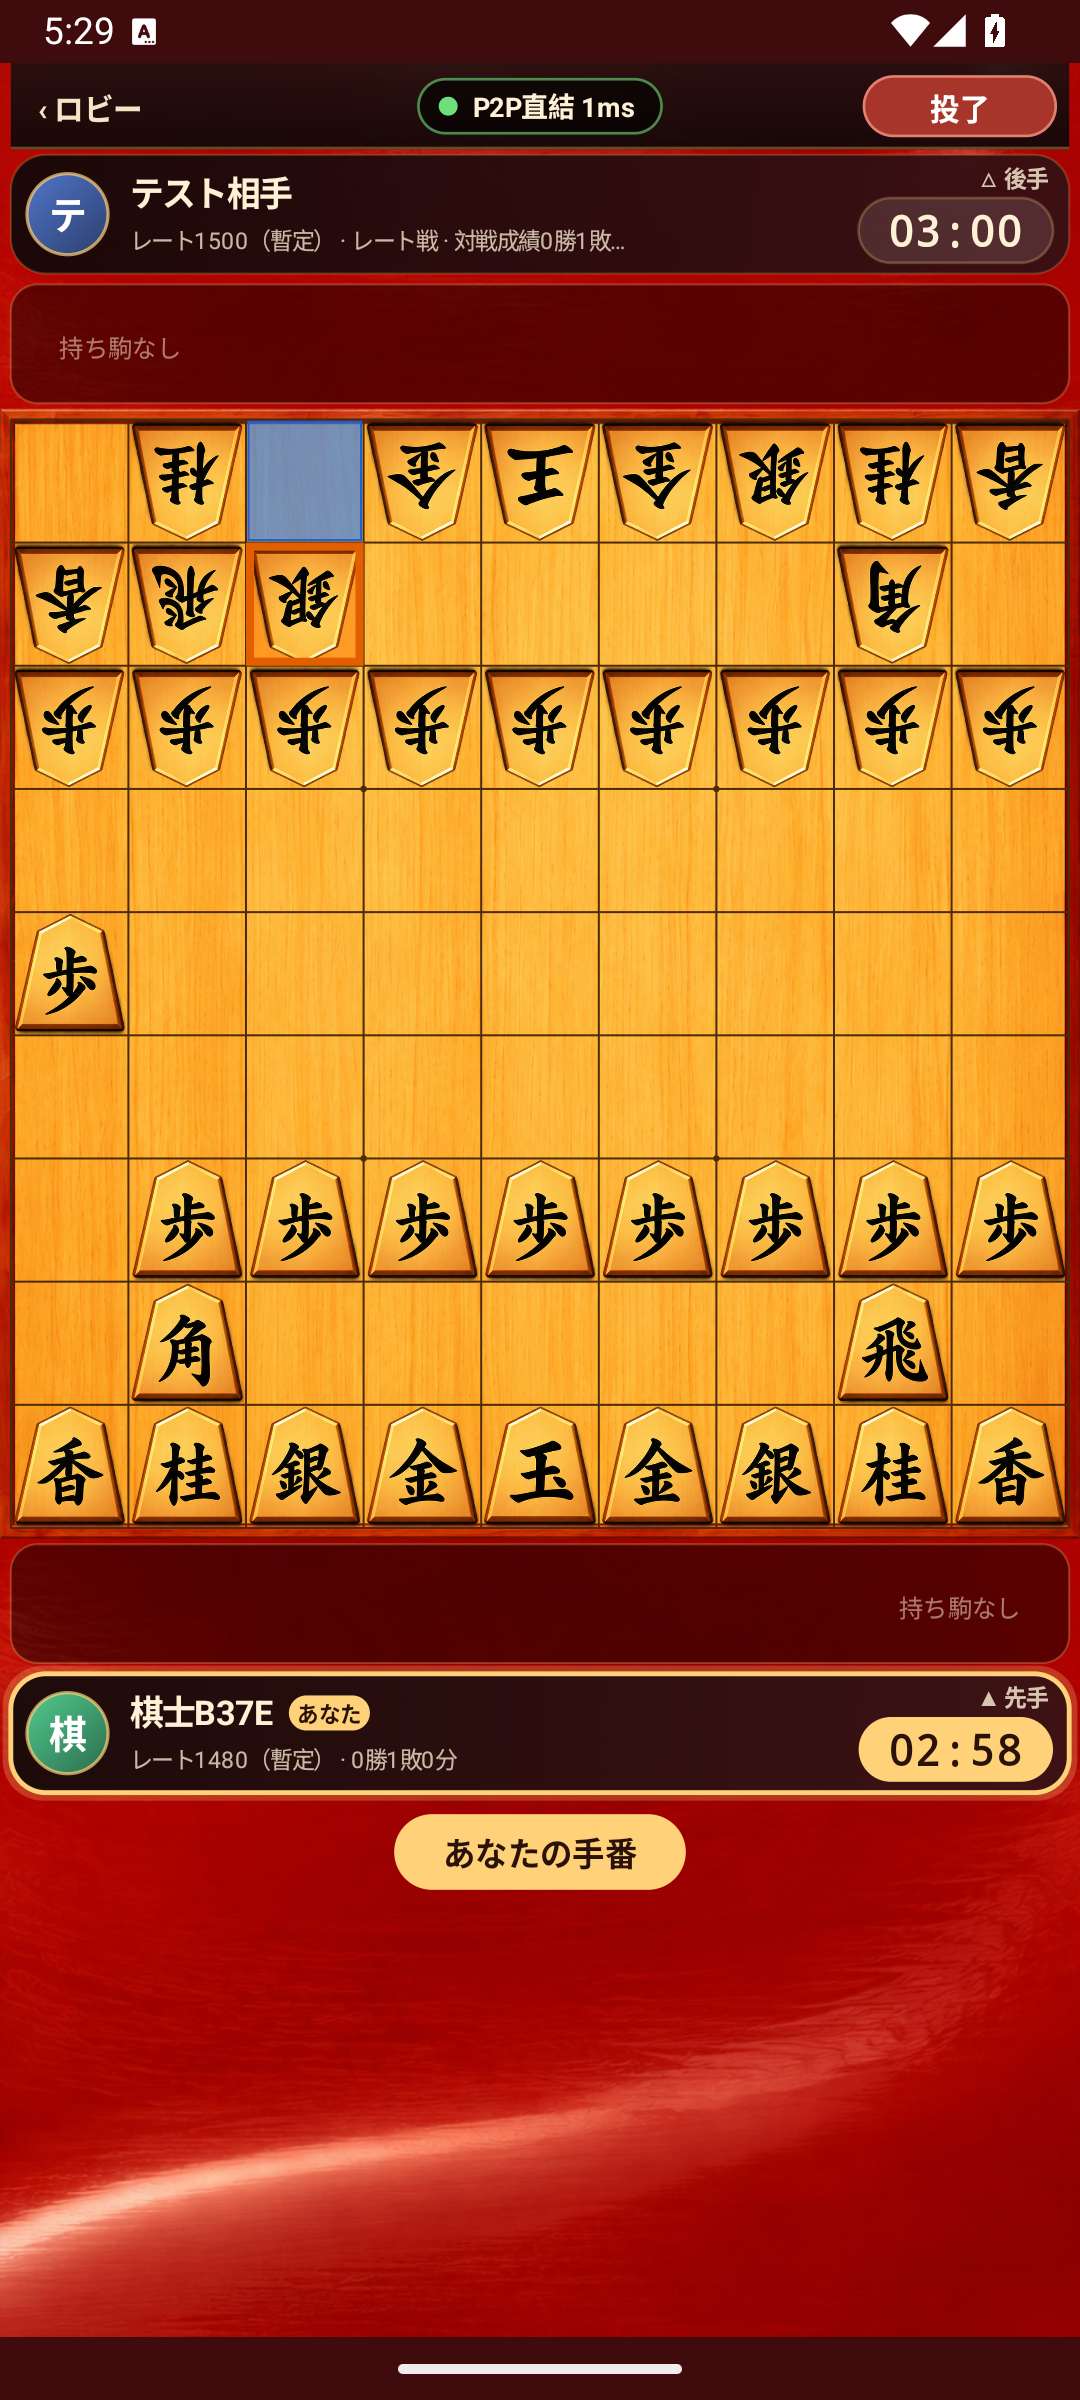 5:29
‹ ロビー
P2P直結 1ms
投了
テ
テスト相手
レート1500（暫定） · レート戦 · 対戦成績0勝1敗…
△ 後手
03:00
持ち駒なし
桂 金 王 金 銀 桂 香
香 飛 銀 角
歩 歩 歩 歩 歩 歩 歩 歩 歩
歩
歩 歩 歩 歩 歩 歩 歩 歩
角 飛
香 桂 銀 金 玉 金 銀 桂 香
持ち駒なし
棋
棋士B37E あなた
レート1480（暫定） · 0勝1敗0分
▲ 先手
02:58
あなたの手番